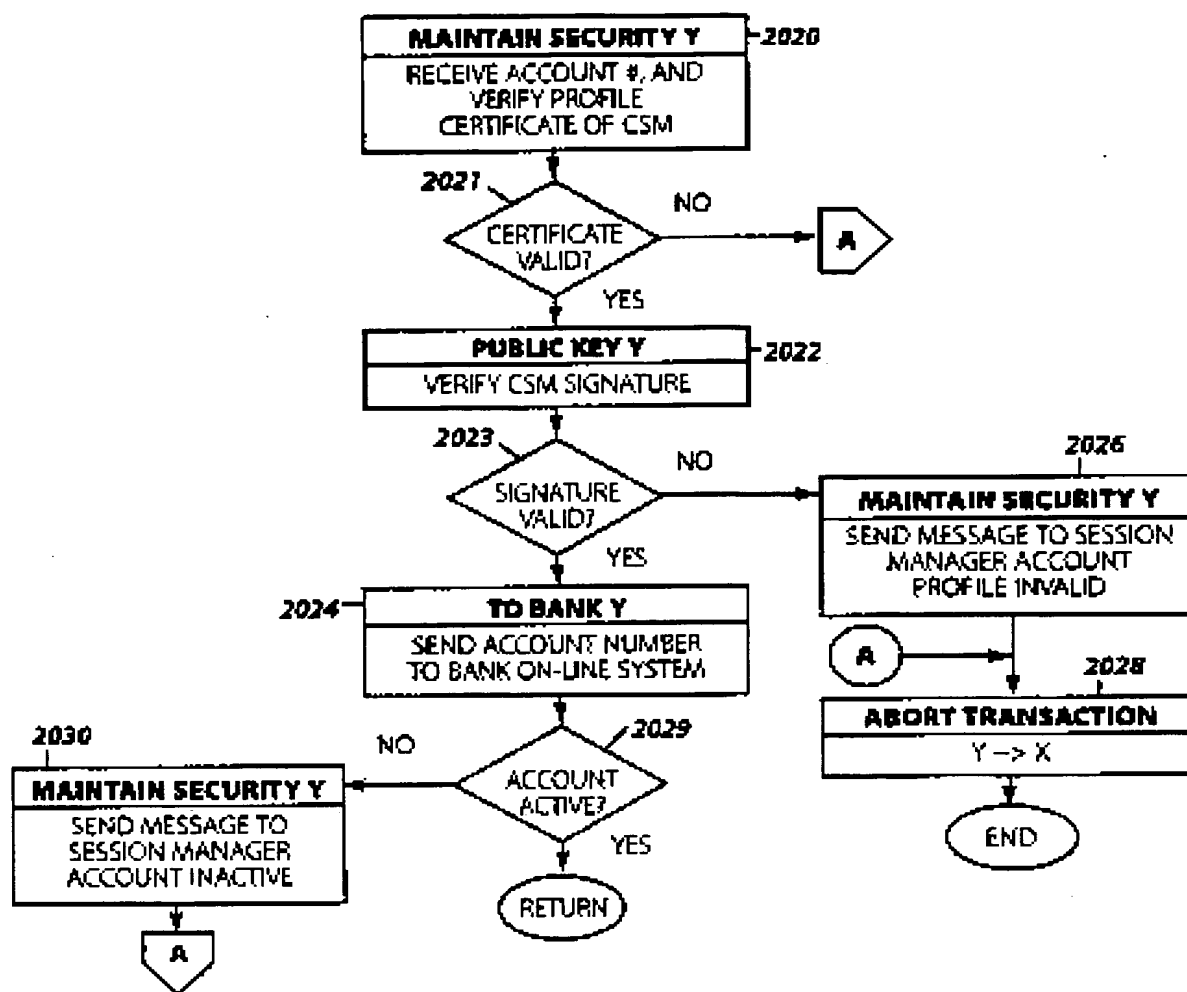 MAINTAIN SECURITY Y
2020
RECEIVE ACCOUNT #, AND
VERIFY PROFILE
CERTIFICATE OF CSM
2021
CERTIFICATE
VALID?
NO
A
YES
PUBLIC KEY Y
2022
VERIFY CSM SIGNATURE
2023
SIGNATURE
VALID?
NO
2026
MAINTAIN SECURITY Y
SEND MESSAGE TO SESSION
MANAGER ACCOUNT
PROFILE INVALID
YES
2024
TO BANK Y
SEND ACCOUNT NUMBER
TO BANK ON-LINE SYSTEM
A
2028
ABORT TRANSACTION
Y --> X
END
2029
ACCOUNT
ACTIVE?
NO
2030
MAINTAIN SECURITY Y
SEND MESSAGE TO
SESSION MANAGER
ACCOUNT INACTIVE
A
YES
RETURN